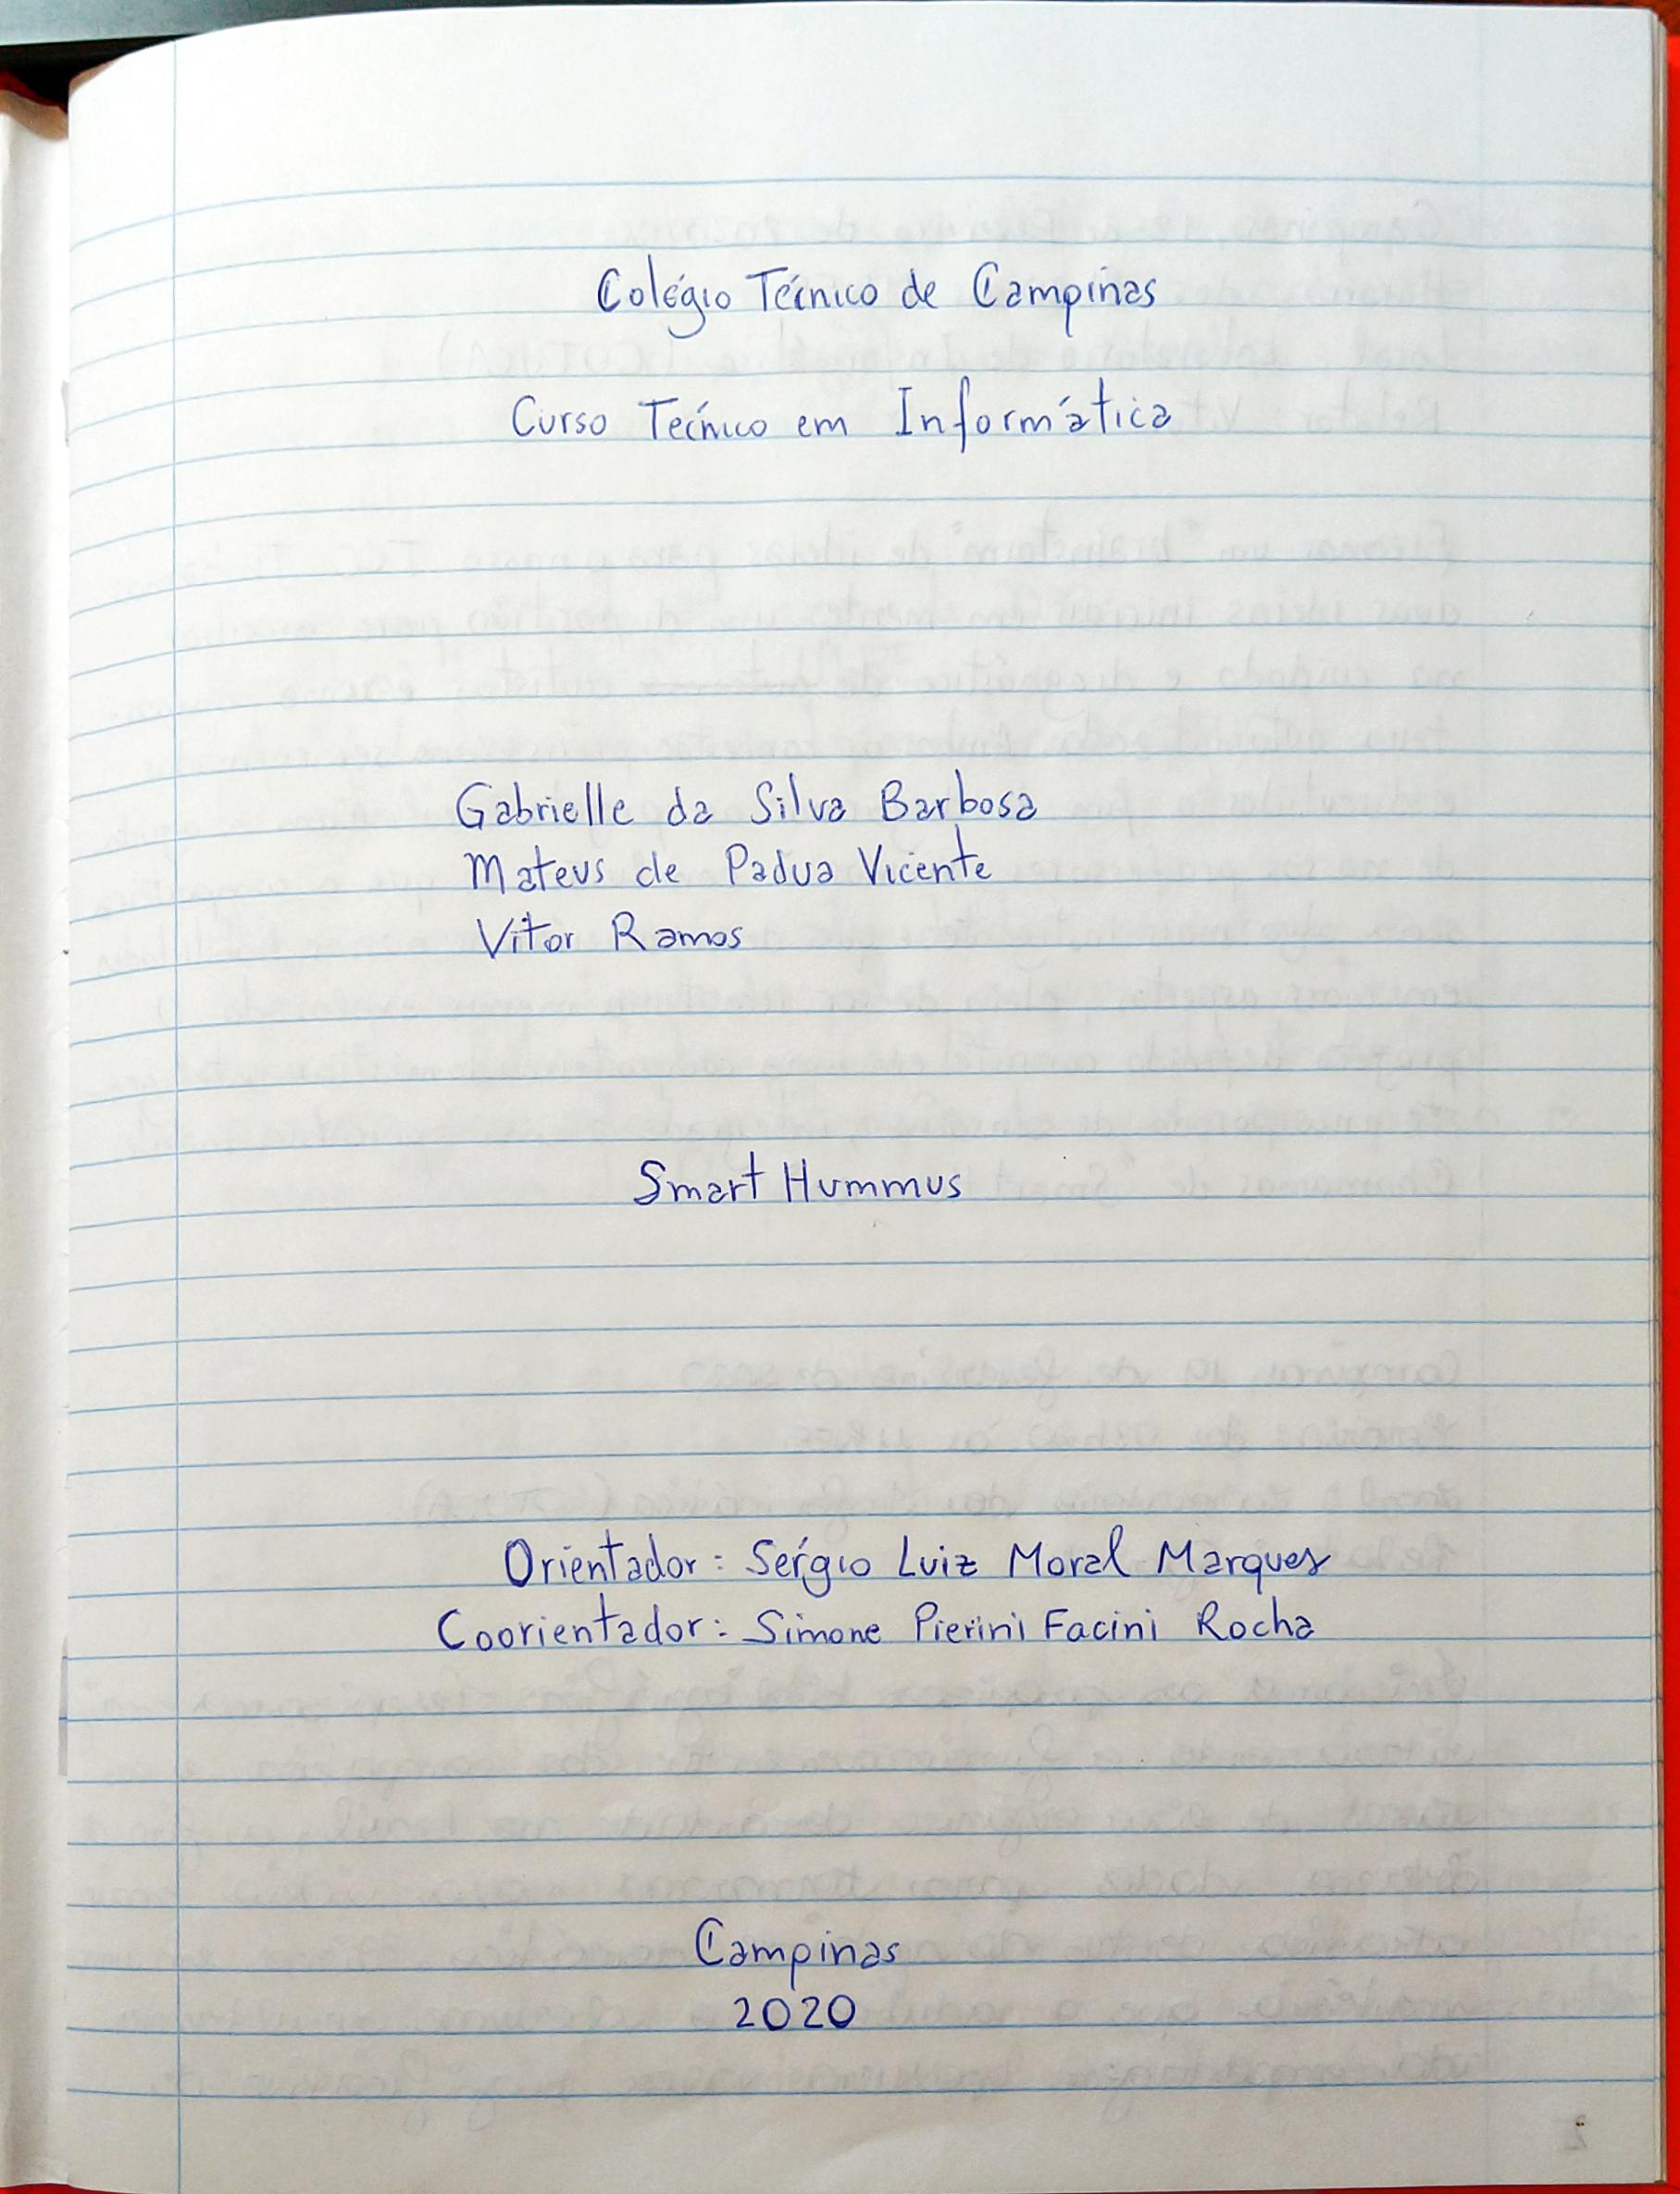 Colégio Técnico de Campinas
Curso Técnico em Informática
Gabrielle da Silva Barbosa
Mateus de Padua Vicente
Vitor Ramos
Smart Hummus
Orientador: Sérgio Luiz Moral Marques
Coorientador: Simone Pierini Facini Rocha
Campinas
2020